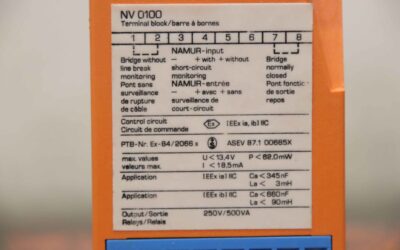 NV 0100
Terminal block/barre à bornes
1 2 3 4 5 6 7 8
Bridge without NAMUR-input Bridge
line break - + with + without normally
monitoring short-circuit closed
Pont sans monitoring Pont fonctic
surveillance NAMUR-entrée de sortie
de rupture - + avec + sans repos
de câble surveillance de
court-circuit
Control circuit Ex [EEx ia, ib] IIC
Circuit de commande
PTB-Nr. Ex-84/2066 x ASEV 87.1 00685X
max. values U < 13,4V P < 62,0mW
valeurs max. I < 18,5mA
Application [EEx ia] IIC Ca < 345nF
La < 3mH
Application [EEx ib] IIC Ca < 660nF
La < 90mH
Output/Sortie 250V/500VA
Relays/Relais